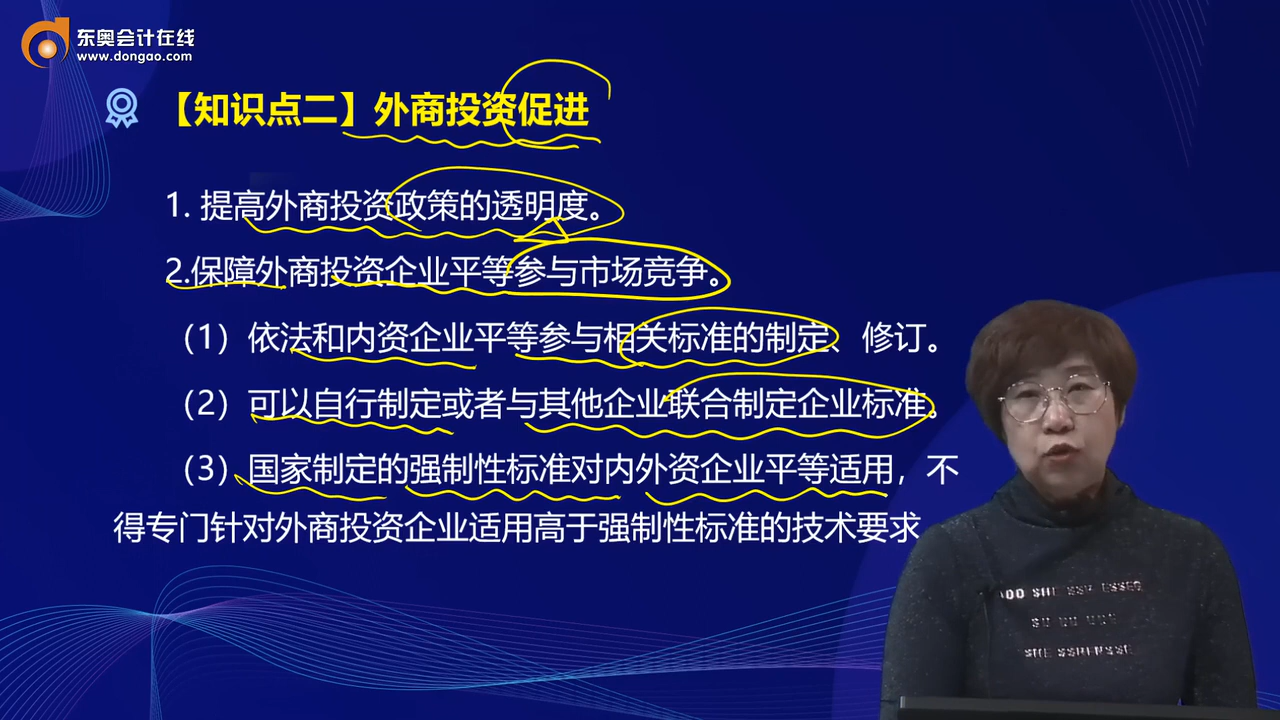 东奥会计在线
www.dongao.com
【知识点二】外商投资促进
1. 提高外商投资政策的透明度。
2.保障外商投资企业平等参与市场竞争。
（1）依法和内资企业平等参与相关标准的制定、修订。
（2）可以自行制定或者与其他企业联合制定企业标准。
（3）国家制定的强制性标准对内外资企业平等适用，不
得专门针对外商投资企业适用高于强制性标准的技术要求